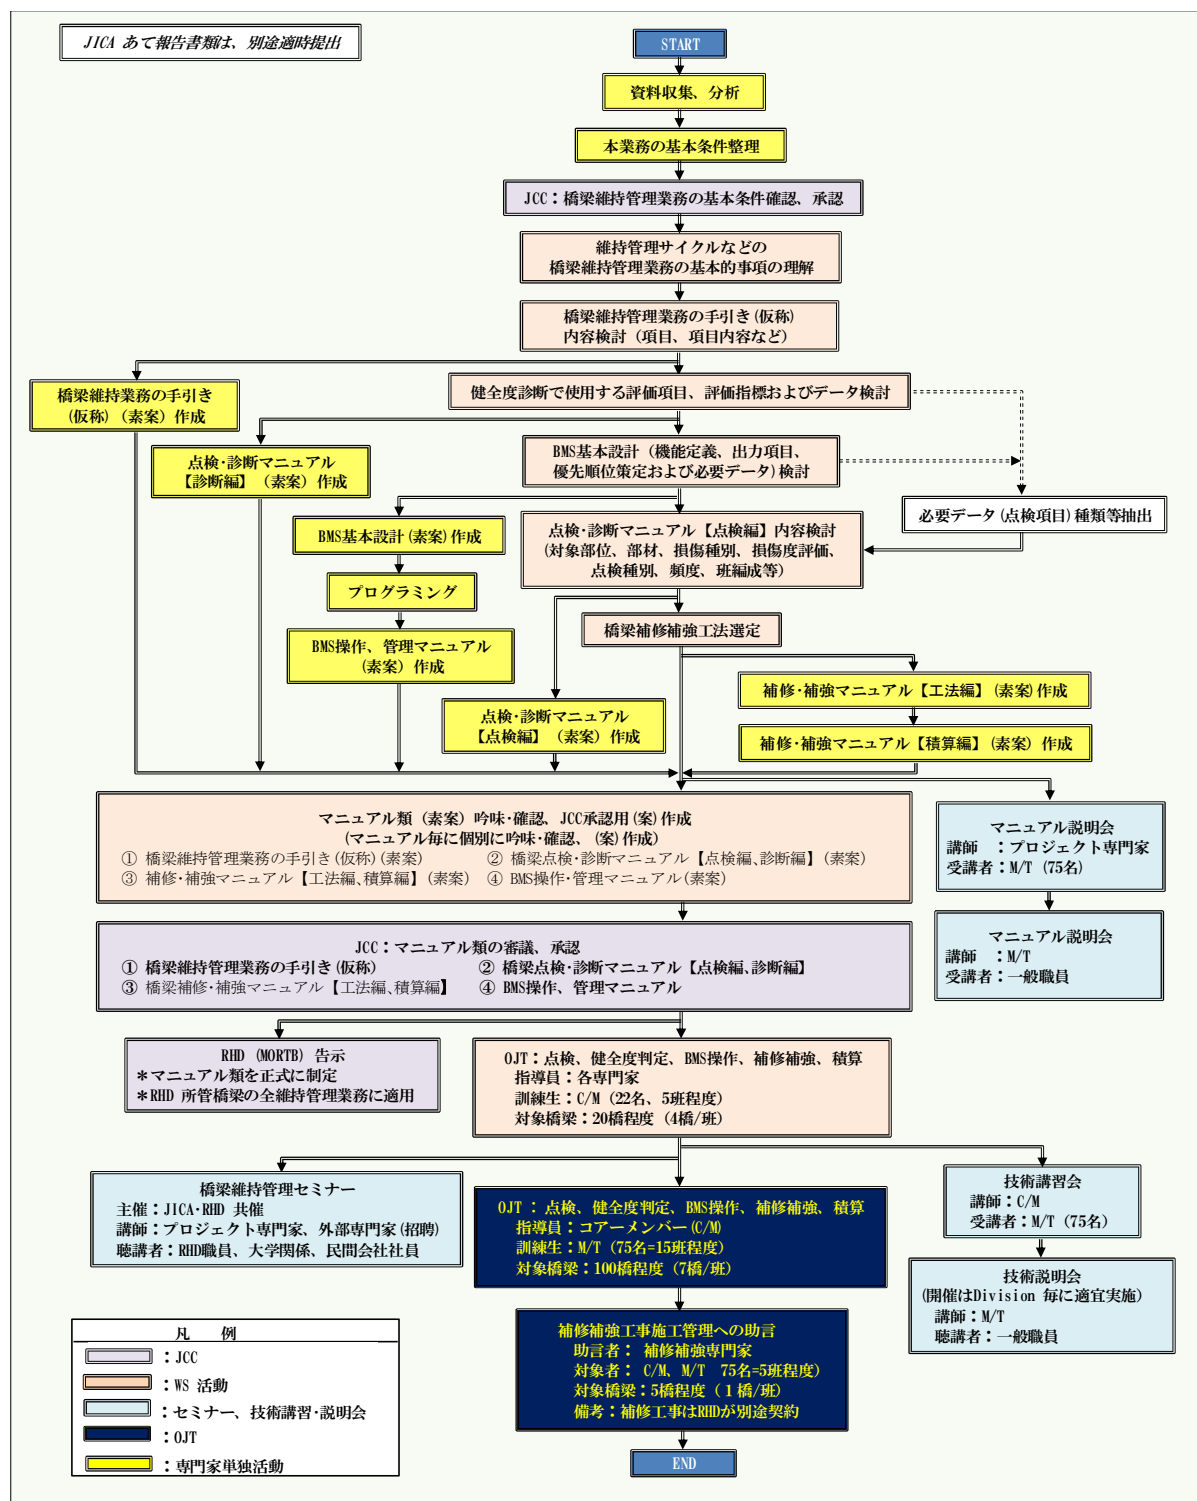 JICA あて報告書類は、別途適時提出
START
資料収集、分析
本業務の基本条件整理
JCC：橋梁維持管理業務の基本条件確認、承認
維持管理サイクルなどの
橋梁維持管理業務の基本的事項の理解
橋梁維持管理業務の手引き(仮称)
内容検討（項目、項目内容など）
橋梁維持業務の手引き
(仮称)（素案）作成
健全度診断で使用する評価項目、評価指標およびデータ検討
点検・診断マニュアル
【診断編】（素案）作成
BMS基本設計（機能定義、出力項目、
優先順位策定および必要データ)検討
必要データ(点検項目)種類等抽出
BMS基本設計(素案)作成
点検・診断マニュアル【点検編】内容検討
(対象部位、部材、損傷種別、損傷度評価、
点検種別、頻度、班編成等)
プログラミング
橋梁補修補強工法選定
BMS操作、管理マニュアル
(素案）作成
補修・補強マニュアル【工法編】(素案)作成
点検・診断マニュアル
【点検編】（素案）作成
補修・補強マニュアル【積算編】(素案）作成
マニュアル類（素案）吟味・確認、JCC承認用(案)作成
(マニュアル毎に個別に吟味・確認、(案)作成)
① 橋梁維持管理業務の手引き(仮称)(素案)　② 橋梁点検・診断マニュアル【点検編、診断編】(素案)
③ 補修・補強マニュアル【工法編、積算編】(素案)　④ BMS操作・管理マニュアル(素案)
マニュアル説明会
講師　：プロジェクト専門家
受講者：M/T (75名)
JCC：マニュアル類の審議、承認
① 橋梁維持管理業務の手引き(仮称)　② 橋梁点検・診断マニュアル【点検編、診断編】
③ 橋梁補修・補強マニュアル【工法編、積算編】　④ BMS操作、管理マニュアル
マニュアル説明会
講師　：M/T
受講者：一般職員
RHD (MORTB) 告示
＊マニュアル類を正式に制定
＊RHD 所管橋梁の全維持管理業務に適用
OJT：点検、健全度判定、BMS操作、補修補強、積算
指導員：各専門家
訓練生：C/M (22名、5班程度)
対象橋梁：20橋程度 (4橋/班)
橋梁維持管理セミナー
主催：JICA・RHD 共催
講師：プロジェクト専門家、外部専門家(招聘)
聴講者：RHD職員、大学関係、民間会社社員
OJT : 点検、健全度判定、BMS操作、補修補強、積算
指導員：コアーメンバー(C/M)
訓練生：M/T (75名=15班程度)
対象橋梁：100橋程度 (7橋/班)
技術講習会
講師：C/M
受講者：M/T (75名)
技術説明会
(開催はDivision 毎に適宜実施)
講師：M/T
聴講者：一般職員
補修補強工事施工管理への助言
助言者： 補修補強専門家
対象者： C/M、M/T　75名=5班程度)
対象橋梁：5橋程度（１橋/班）
備考：補修工事はRHDが別途契約
END
凡　例
：JCC
：WS 活動
：セミナー、技術講習・説明会
：OJT
：専門家単独活動